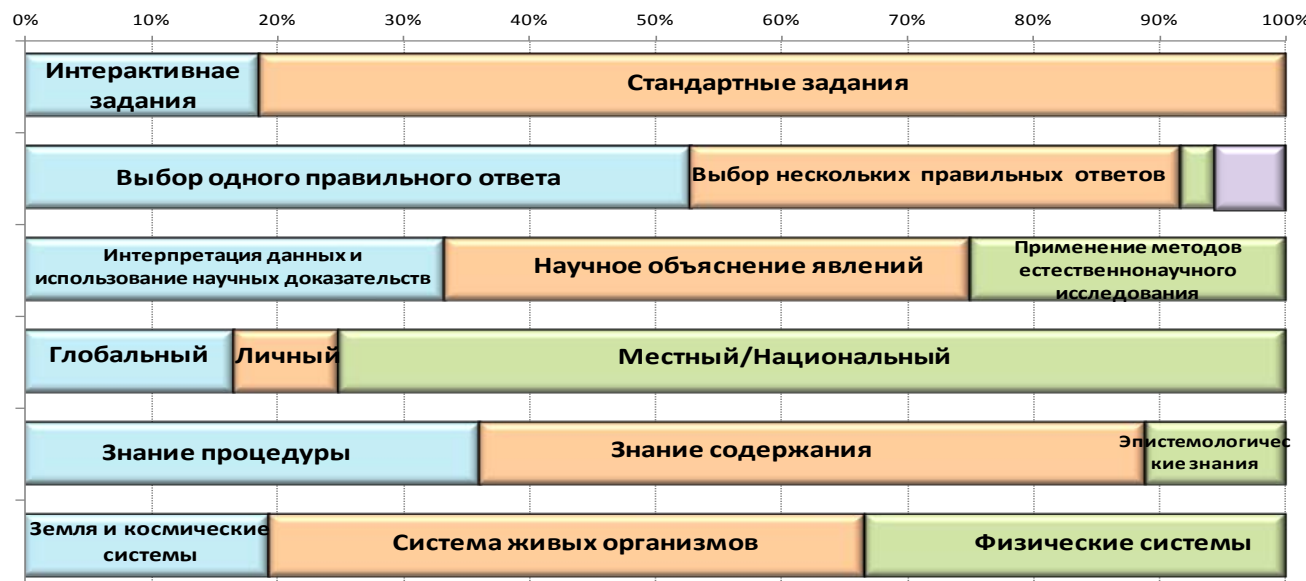 0% 10% 20% 30% 40% 50% 60% 70% 80% 90% 100%
Интерактивнае
задания
Стандартные задания
Выбор одного правильного ответа
Выбор нескольких правильных ответов
Интерпретация данных и
использование научных доказательств
Научное объяснение явлений
Применение методов
естественнонаучного
исследования
Глобальный
Личный
Местный/Национальный
Знание процедуры
Знание содержания
Эпистемологичес
кие знания
Земля и космические
системы
Система живых организмов
Физические системы